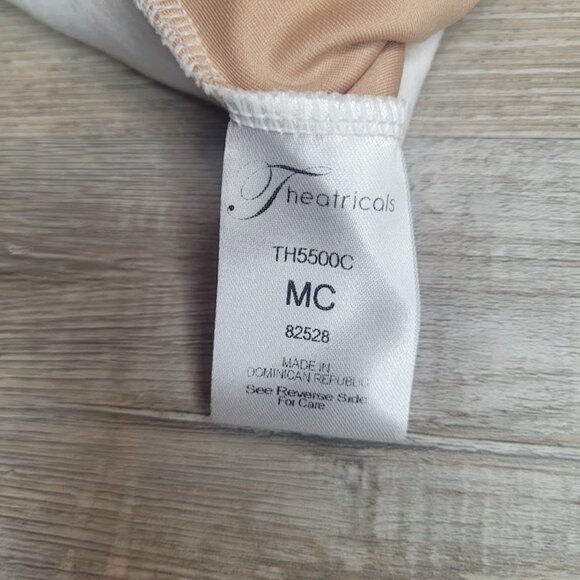 Theatricals
TH5500C
MC
82528
MADE IN
DOMINICAN REPUBLIC
See Reverse Side
For Care